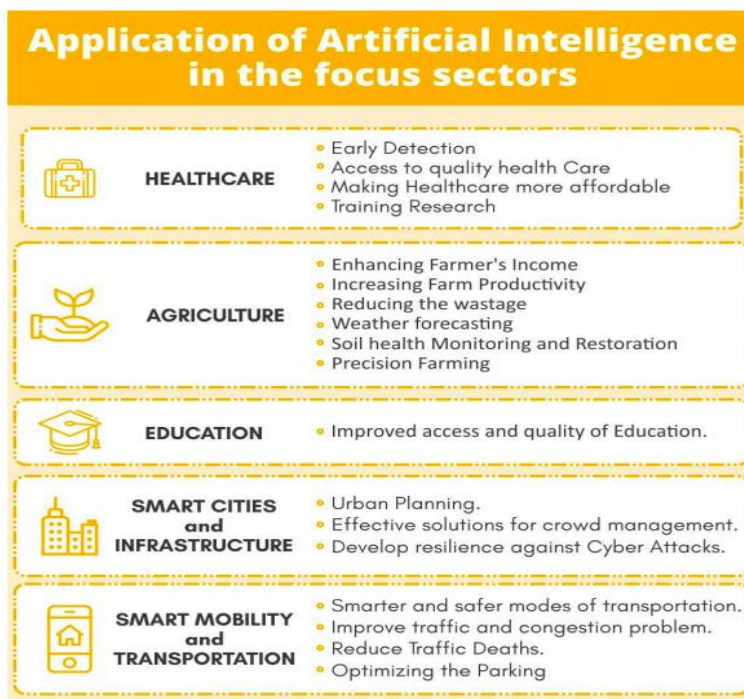 Application of Artificial Intelligence
in the focus sectors
HEALTHCARE
Early Detection
Access to quality health Care
Making Healthcare more affordable
Training Research
AGRICULTURE
Enhancing Farmer's Income
Increasing Farm Productivity
Reducing the wastage
Weather forecasting
Soil health Monitoring and Restoration
Precision Farming
EDUCATION
Improved access and quality of Education.
SMART CITIES
and
INFRASTRUCTURE
Urban Planning.
Effective solutions for crowd management.
Develop resilience against Cyber Attacks.
SMART MOBILITY
and
TRANSPORTATION
Smarter and safer modes of transportation.
Improve traffic and congestion problem.
Reduce Traffic Deaths.
Optimizing the Parking